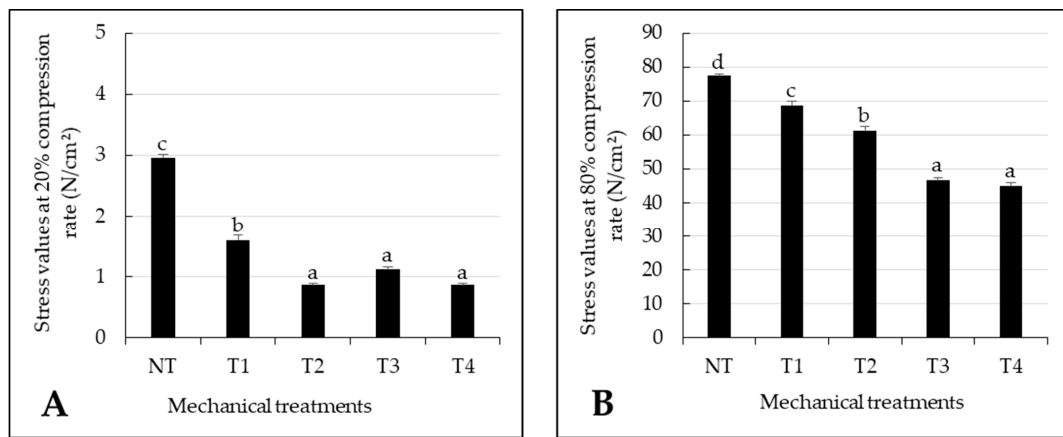 Stress values at 20% compression
rate (N/cm²)
5
4
3
2
1
0
c
b
a
a
a
NT T1 T2 T3 T4
A
Mechanical treatments
Stress values at 80% compression
rate (N/cm²)
90
80
70
60
50
40
30
20
10
0
d
c
b
a
a
NT T1 T2 T3 T4
B
Mechanical treatments